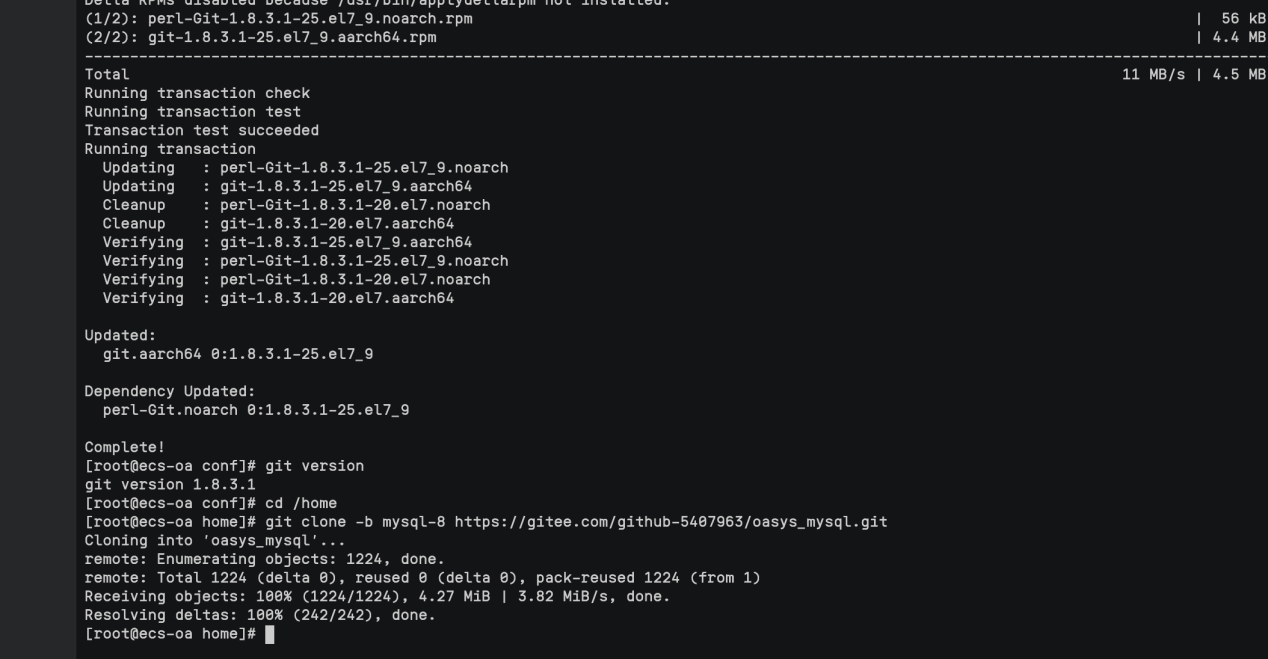 Delta RPMs disabled because /usr/bin/applydeltarpm not installed.
(1/2): perl-Git-1.8.3.1-25.el7_9.noarch.rpm | 56 kB
(2/2): git-1.8.3.1-25.el7_9.aarch64.rpm | 4.4 MB
--------------------------------------------------------------------------------
Total 11 MB/s | 4.5 MB
Running transaction check
Running transaction test
Transaction test succeeded
Running transaction
  Updating   : perl-Git-1.8.3.1-25.el7_9.noarch
  Updating   : git-1.8.3.1-25.el7_9.aarch64
  Cleanup    : perl-Git-1.8.3.1-20.el7.noarch
  Cleanup    : git-1.8.3.1-20.el7.aarch64
  Verifying  : git-1.8.3.1-25.el7_9.aarch64
  Verifying  : perl-Git-1.8.3.1-25.el7_9.noarch
  Verifying  : perl-Git-1.8.3.1-20.el7.noarch
  Verifying  : git-1.8.3.1-20.el7.aarch64
Updated:
  git.aarch64 0:1.8.3.1-25.el7_9
Dependency Updated:
  perl-Git.noarch 0:1.8.3.1-25.el7_9
Complete!
[root@ecs-oa conf]# git version
git version 1.8.3.1
[root@ecs-oa conf]# cd /home
[root@ecs-oa home]# git clone -b mysql-8 https://gitee.com/github-5407963/oasys_mysql.git
Cloning into 'oasys_mysql'...
remote: Enumerating objects: 1224, done.
remote: Total 1224 (delta 0), reused 0 (delta 0), pack-reused 1224 (from 1)
Receiving objects: 100% (1224/1224), 4.27 MiB | 3.82 MiB/s, done.
Resolving deltas: 100% (242/242), done.
[root@ecs-oa home]#